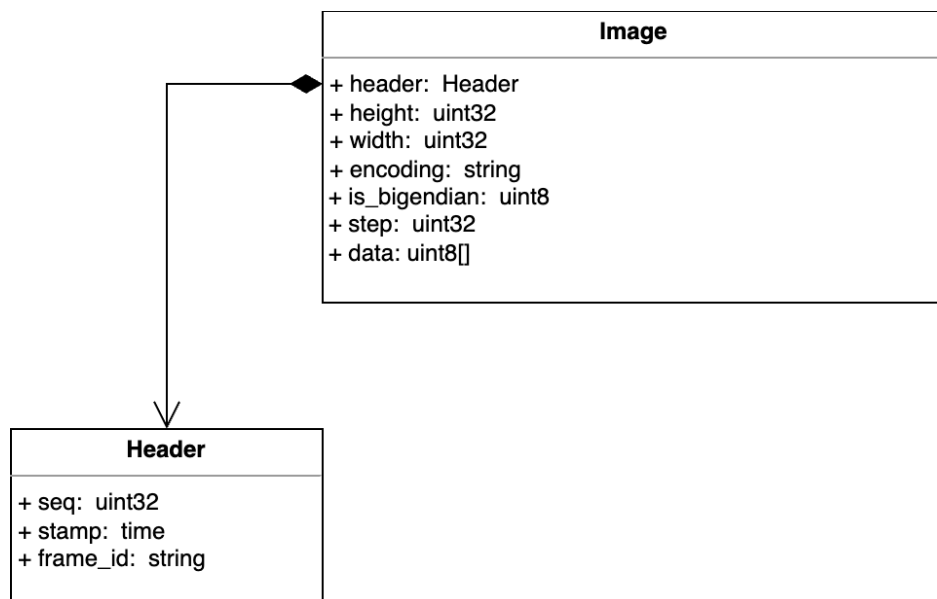 Image
+ header:  Header
+ height:  uint32
+ width:  uint32
+ encoding:  string
+ is_bigendian:  uint8
+ step:  uint32
+ data: uint8[]
Header
+ seq:  uint32
+ stamp:  time
+ frame_id:  string